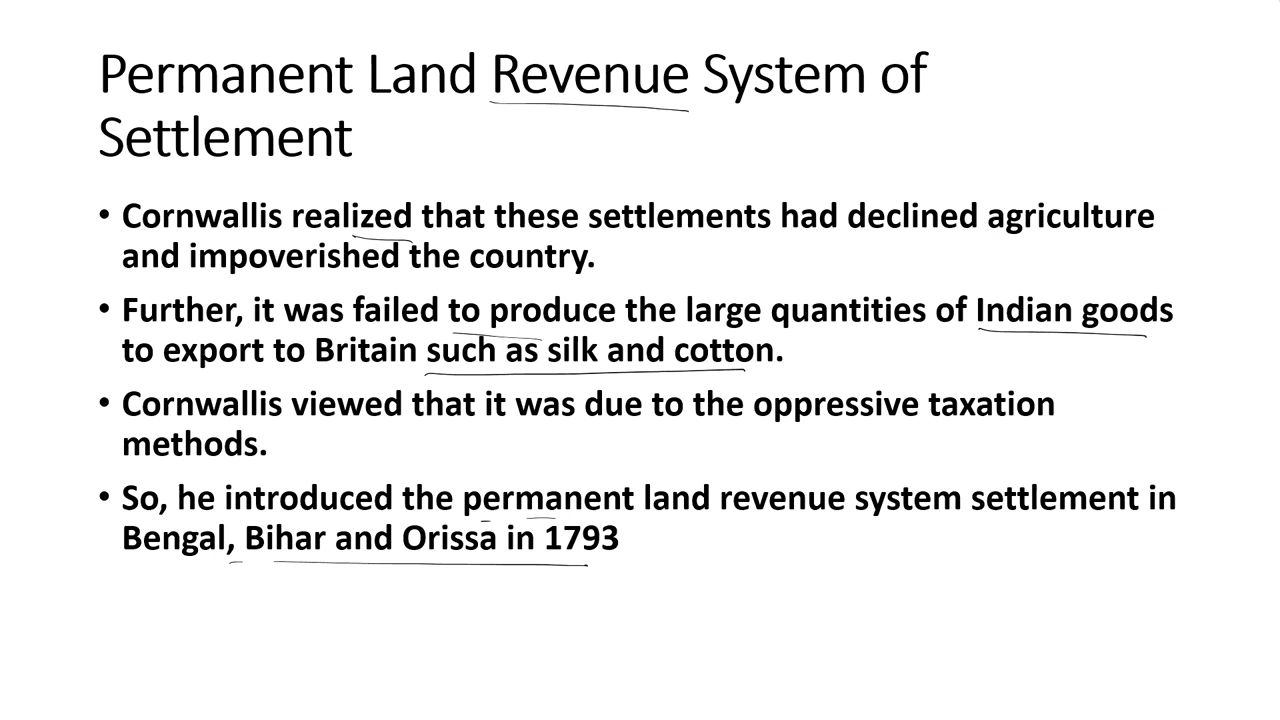 Permanent Land Revenue System of
Settlement
• Cornwallis realized that these settlements had declined agriculture
and impoverished the country.
• Further, it was failed to produce the large quantities of Indian goods
to export to Britain such as silk and cotton.
• Cornwallis viewed that it was due to the oppressive taxation
methods.
• So, he introduced the permanent land revenue system settlement in
Bengal, Bihar and Orissa in 1793